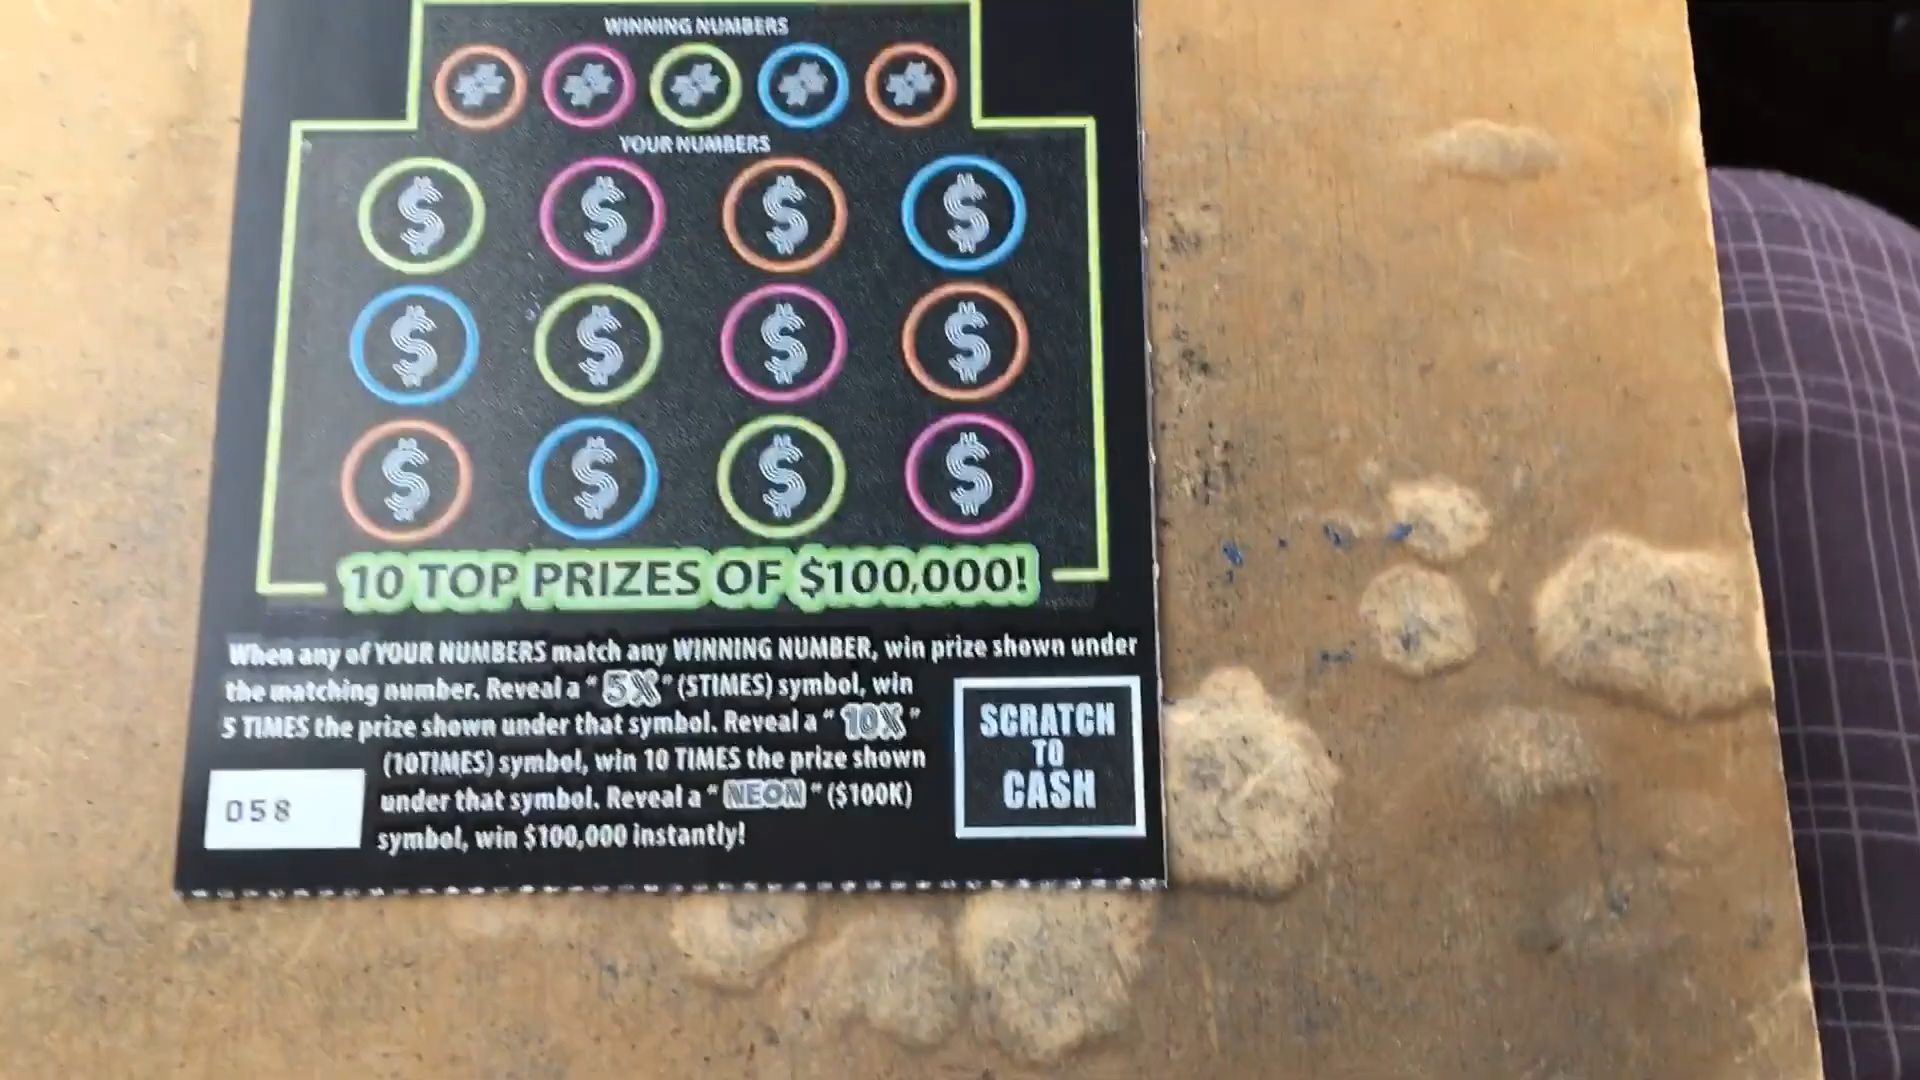 WINNING NUMBERS
YOUR NUMBERS
$ $ $ $
$ $ $ $
$ $ $ $
10 TOP PRIZES OF $100,000!
When any of YOUR NUMBERS match any WINNING NUMBER, win prize shown under
the matching number. Reveal a "5X" (5TIMES) symbol, win
5 TIMES the prize shown under that symbol. Reveal a "10X"
(10TIMES) symbol, win 10 TIMES the prize shown
under that symbol. Reveal a "NEON" ($100K)
symbol, win $100,000 instantly!
058
SCRATCH
TO
CASH